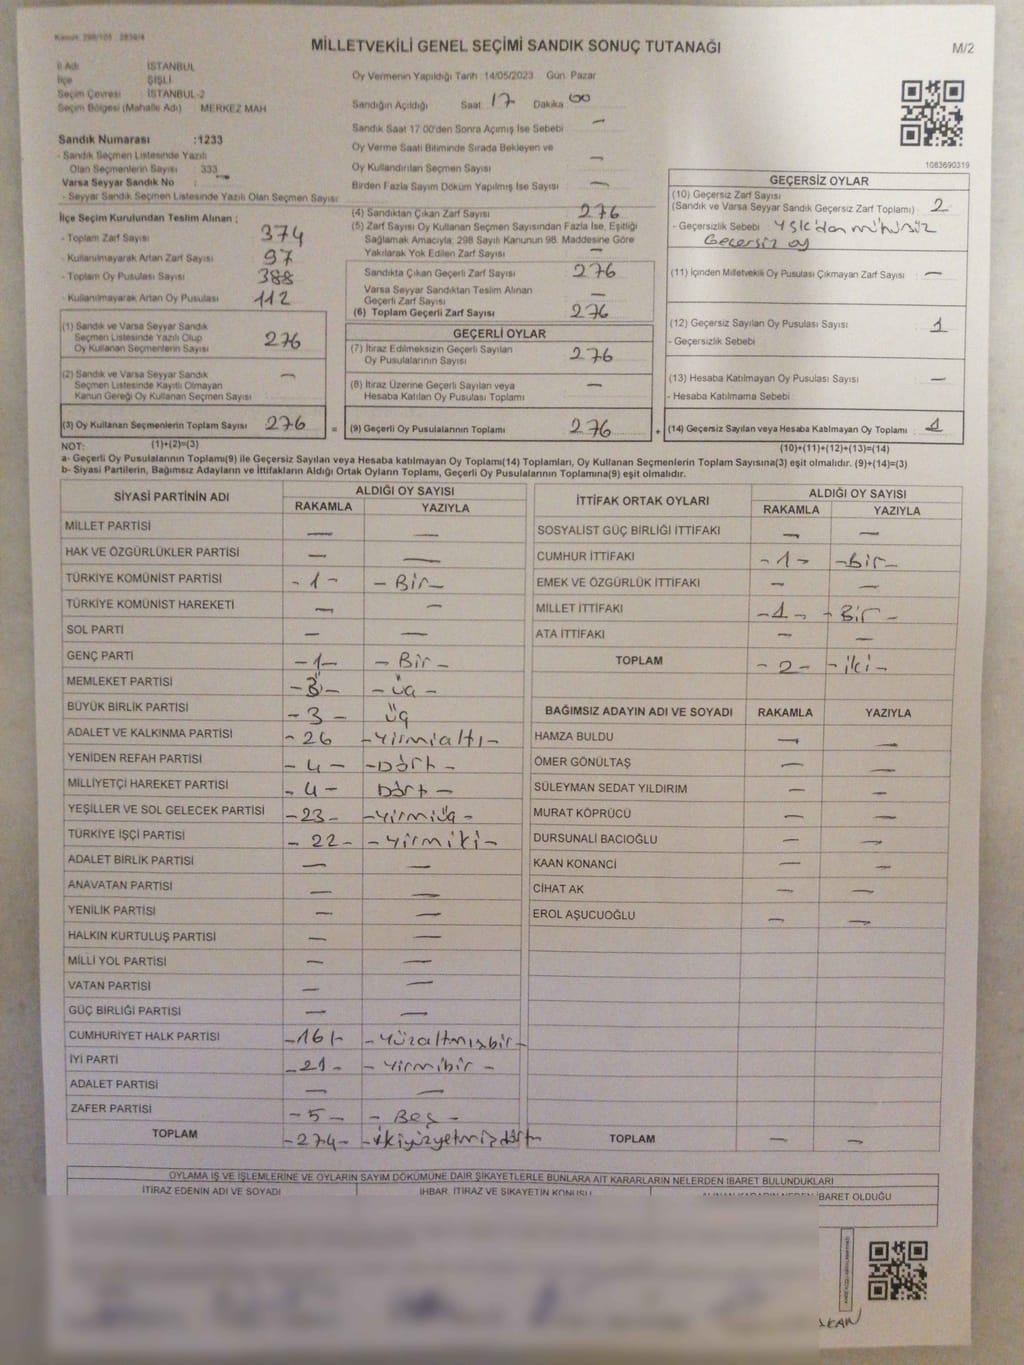 Kanun: 298/105 2839/4
MİLLETVEKİLİ GENEL SEÇİMİ SANDIK SONUÇ TUTANAĞI
M/2
İl Adı İSTANBUL
İlçe ŞİŞLİ
Seçim Çevresi İSTANBUL-2
Seçim Bölgesi (Mahalle Adı) MERKEZ MAH
Sandık Numarası :1233
- Sandık Seçmen Listesinde Yazılı
Olan Seçmenlerin Sayısı 333
Varsa Seyyar Sandık No : —
- Seyyar Sandık Seçmen Listesinde Yazılı Olan Seçmen Sayısı
İlçe Seçim Kurulundan Teslim Alınan ;
- Toplam Zarf Sayısı 374
- Kullanılmayarak Artan Zarf Sayısı 97
- Toplam Oy Pusulası Sayısı 388
- Kullanılmayarak Artan Oy Pusulası 112
(1) Sandık ve Varsa Seyyar Sandık
Seçmen Listesinde Yazılı Olup
Oy Kullanan Seçmenlerin Sayısı 276
(2) Sandık ve Varsa Seyyar Sandık
Seçmen Listesinde Kayıtlı Olmayan
Kanun Gereği Oy Kullanan Seçmen Sayısı —
(3) Oy Kullanan Seçmenlerin Toplam Sayısı 276
Oy Vermenin Yapıldığı Tarih 14/05/2023 Gün Pazar
Sandığın Açıldığı Saat 17 Dakika 00
Sandık Saat 17 00'den Sonra Açımış İse Sebebi —
Oy Verme Saati Bitiminde Sırada Bekleyen ve
Oy Kullandırılan Seçmen Sayısı —
Birden Fazla Sayım Döküm Yapılmış İse Sayısı —
(4) Sandıktan Çıkan Zarf Sayısı 276
(5) Zarf Sayısı Oy Kullanan Seçmen Sayısından Fazla İse, Eşitliği
Sağlamak Amacıyla, 298 Sayılı Kanunun 98. Maddesine Göre
Yakılarak Yok Edilen Zarf Sayısı —
Sandıkta Çıkan Geçerli Zarf Sayısı 276
Varsa Seyyar Sandıktan Teslim Alınan
Geçerli Zarf Sayısı —
(6) Toplam Geçerli Zarf Sayısı 276
GEÇERLİ OYLAR
(7) İtiraz Edilmeksizin Geçerli Sayılan
Oy Pusulalarının Sayısı 276
(8) İtiraz Üzerine Geçerli Sayılan veya
Hesaba Katılan Oy Pusulası Toplamı —
= (9) Geçerli Oy Pusulalarının Toplamı 276 +
1083690319
GEÇERSİZ OYLAR
(10) Geçersiz Zarf Sayısı
(Sandık ve Varsa Seyyar Sandık Geçersiz Zarf Toplamı) 2
- Geçersizlik Sebebi YSK'dan mühürsüz
Geçersiz oy
(11) İçinden Milletvekili Oy Pusulası Çıkmayan Zarf Sayısı —
(12) Geçersiz Sayılan Oy Pusulası Sayısı 1
- Geçersizlik Sebebi
(13) Hesaba Katılmayan Oy Pusulası Sayısı —
- Hesaba Katılmama Sebebi
(14) Geçersiz Sayılan veya Hesaba Katılmayan Oy Toplamı 1
NOT: (1)+(2)=(3) (10)+(11)+(12)+(13)=(14)
a- Geçerli Oy Pusulalarının Toplamı(9) ile Geçersiz Sayılan veya Hesaba katılmayan Oy Toplamı(14) Toplamları, Oy Kullanan Seçmenlerin Toplam Sayısına(3) eşit olmalıdır. (9)+(14)=(3)
b- Siyasi Partilerin, Bağımsız Adayların ve İttifakların Aldığı Ortak Oyların Toplamı, Geçerli Oy Pusulalarının Toplamına(9) eşit olmalıdır.
SİYASİ PARTİNİN ADI ALDIĞI OY SAYISI
RAKAMLA YAZIYLA
MİLLET PARTİSİ — —
HAK VE ÖZGÜRLÜKLER PARTİSİ — —
TÜRKİYE KOMÜNİST PARTİSİ -1- -Bir-
TÜRKİYE KOMÜNİST HAREKETİ — —
SOL PARTİ — —
GENÇ PARTİ -1- -Bir-
MEMLEKET PARTİSİ -3- -üç-
BÜYÜK BİRLİK PARTİSİ -3- üç
ADALET VE KALKINMA PARTİSİ -26 -Yirmialtı-
YENİDEN REFAH PARTİSİ -4- -Dört-
MİLLİYETÇİ HAREKET PARTİSİ -4- Dört-
YEŞİLLER VE SOL GELECEK PARTİSİ -23- -Yirmiüç-
TÜRKİYE İŞÇİ PARTİSİ -22- -Yirmiki-
ADALET BİRLİK PARTİSİ — —
ANAVATAN PARTİSİ — —
YENİLİK PARTİSİ — —
HALKIN KURTULUŞ PARTİSİ — —
MİLLİ YOL PARTİSİ — —
VATAN PARTİSİ — —
GÜÇ BİRLİĞİ PARTİSİ — —
CUMHURİYET HALK PARTİSİ -161- -Yüzaltmışbir-
İYİ PARTİ -21- -Yirmibir-
ADALET PARTİSİ — —
ZAFER PARTİSİ -5- -Beş-
TOPLAM -274- -İkiyüzyetmişdört-
İTTİFAK ORTAK OYLARI ALDIĞI OY SAYISI
RAKAMLA YAZIYLA
SOSYALİST GÜÇ BİRLİĞİ İTTİFAKI — —
CUMHUR İTTİFAKI -1- -Bir-
EMEK VE ÖZGÜRLÜK İTTİFAKI — —
MİLLET İTTİFAKI -1- -Bir-
ATA İTTİFAKI — —
TOPLAM -2- -iki-
BAĞIMSIZ ADAYIN ADI VE SOYADI RAKAMLA YAZIYLA
HAMZA BULDU — —
ÖMER GÖNÜLTAŞ — —
SÜLEYMAN SEDAT YILDIRIM — —
MURAT KÖPRÜCÜ — —
DURSUNALİ BACIOĞLU — —
KAAN KONANCİ — —
CİHAT AK — —
EROL AŞUCUOĞLU — —
TOPLAM — —
OYLAMA İŞ VE İŞLEMLERİNE VE OYLARIN SAYIM DÖKÜMÜNE DAİR ŞİKAYETLERLE BUNLARA AİT KARARLARIN NELERDEN İBARET BULUNDUKLARI
İTİRAZ EDENİN ADI VE SOYADI İHBAR, İTİRAZ VE ŞİKAYETİN KONUSU ALINAN KARARIN NEDEN İBARET OLDUĞU